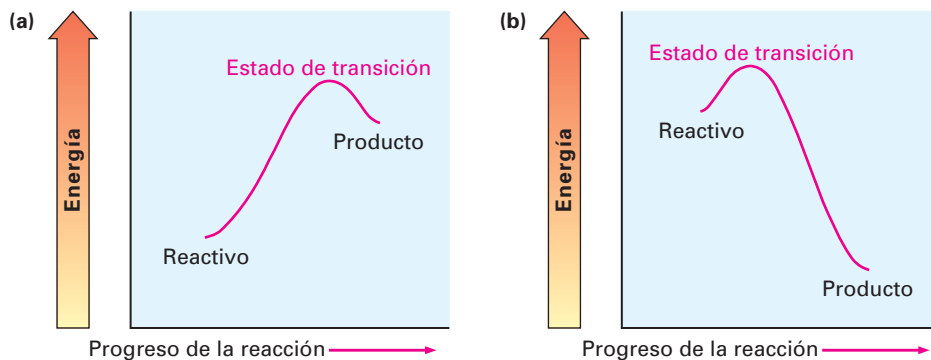 (a)
Energía
Estado de transición
Producto
Reactivo
Progreso de la reacción
(b)
Energía
Estado de transición
Reactivo
Producto
Progreso de la reacción